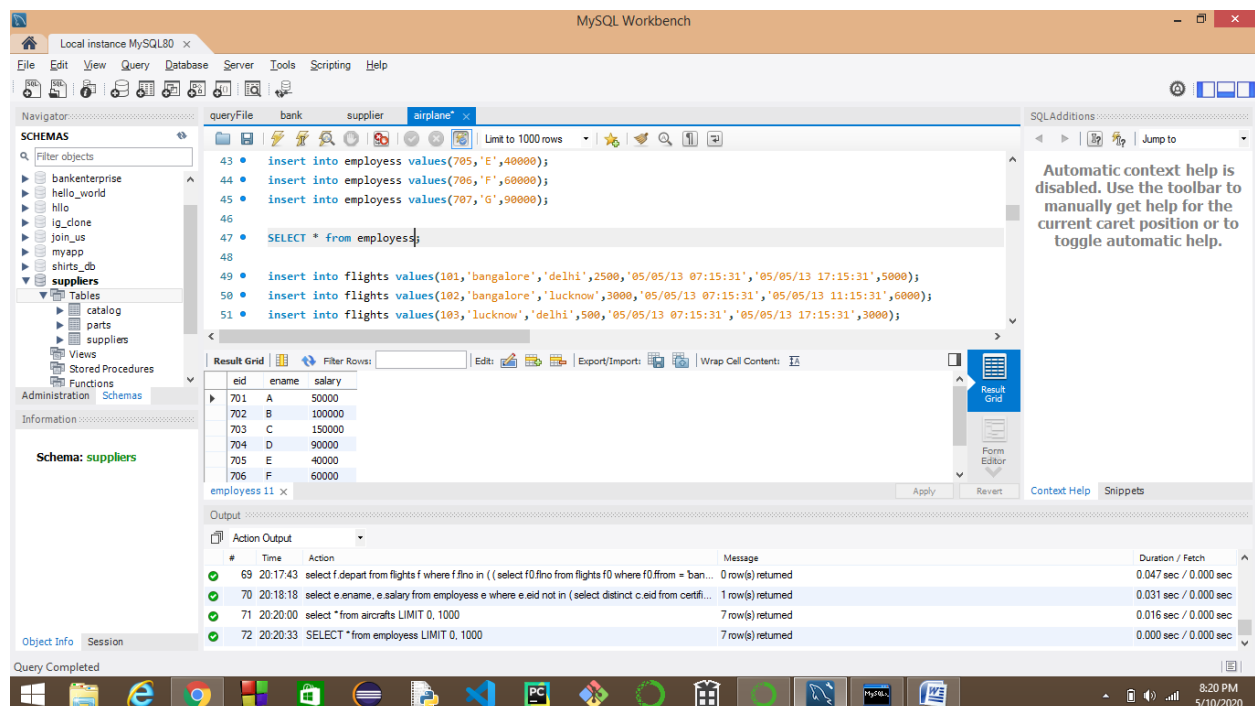 MySQL Workbench
Local instance MySQL80
File Edit View Query Database Server Tools Scripting Help
Navigator
SCHEMAS
Filter objects
bankenterprise
hello_world
hllo
ig_clone
join_us
myapp
shirts_db
suppliers
Tables
catalog
parts
suppliers
Views
Stored Procedures
Functions
Administration Schemas
Information
Schema: suppliers
Object Info Session
queryFile bank supplier airplane*
Limit to 1000 rows
43 insert into employess values(705,'E',40000);
44 insert into employess values(706,'F',60000);
45 insert into employess values(707,'G',90000);
46
47 SELECT * from employess;
48
49 insert into flights values(101,'bangalore','delhi',2500,'05/05/13 07:15:31','05/05/13 17:15:31',5000);
50 insert into flights values(102,'bangalore','lucknow',3000,'05/05/13 07:15:31','05/05/13 11:15:31',6000);
51 insert into flights values(103,'lucknow','delhi',500,'05/05/13 07:15:31','05/05/13 17:15:31',3000);
Result Grid Filter Rows: Edit: Export/Import: Wrap Cell Content:
eid ename salary
701 A 50000
702 B 100000
703 C 150000
704 D 90000
705 E 40000
706 F 60000
Result Grid
Form Editor
employess 11 Apply Revert
SQLAdditions
Jump to
Automatic context help is
disabled. Use the toolbar to
manually get help for the
current caret position or to
toggle automatic help.
Context Help Snippets
Output
Action Output
# Time Action Message Duration / Fetch
69 20:17:43 select f.depart from flights f where f.flno in ( ( select f0.flno from flights f0 where f0.ffrom = 'ban... 0 row(s) returned 0.047 sec / 0.000 sec
70 20:18:18 select e.ename, e.salary from employess e where e.eid not in ( select distinct c.eid from certifi... 1 row(s) returned 0.031 sec / 0.000 sec
71 20:20:00 select * from aircrafts LIMIT 0, 1000 7 row(s) returned 0.016 sec / 0.000 sec
72 20:20:33 SELECT * from employess LIMIT 0, 1000 7 row(s) returned 0.000 sec / 0.000 sec
Query Completed
PC
8:20 PM
5/10/2020